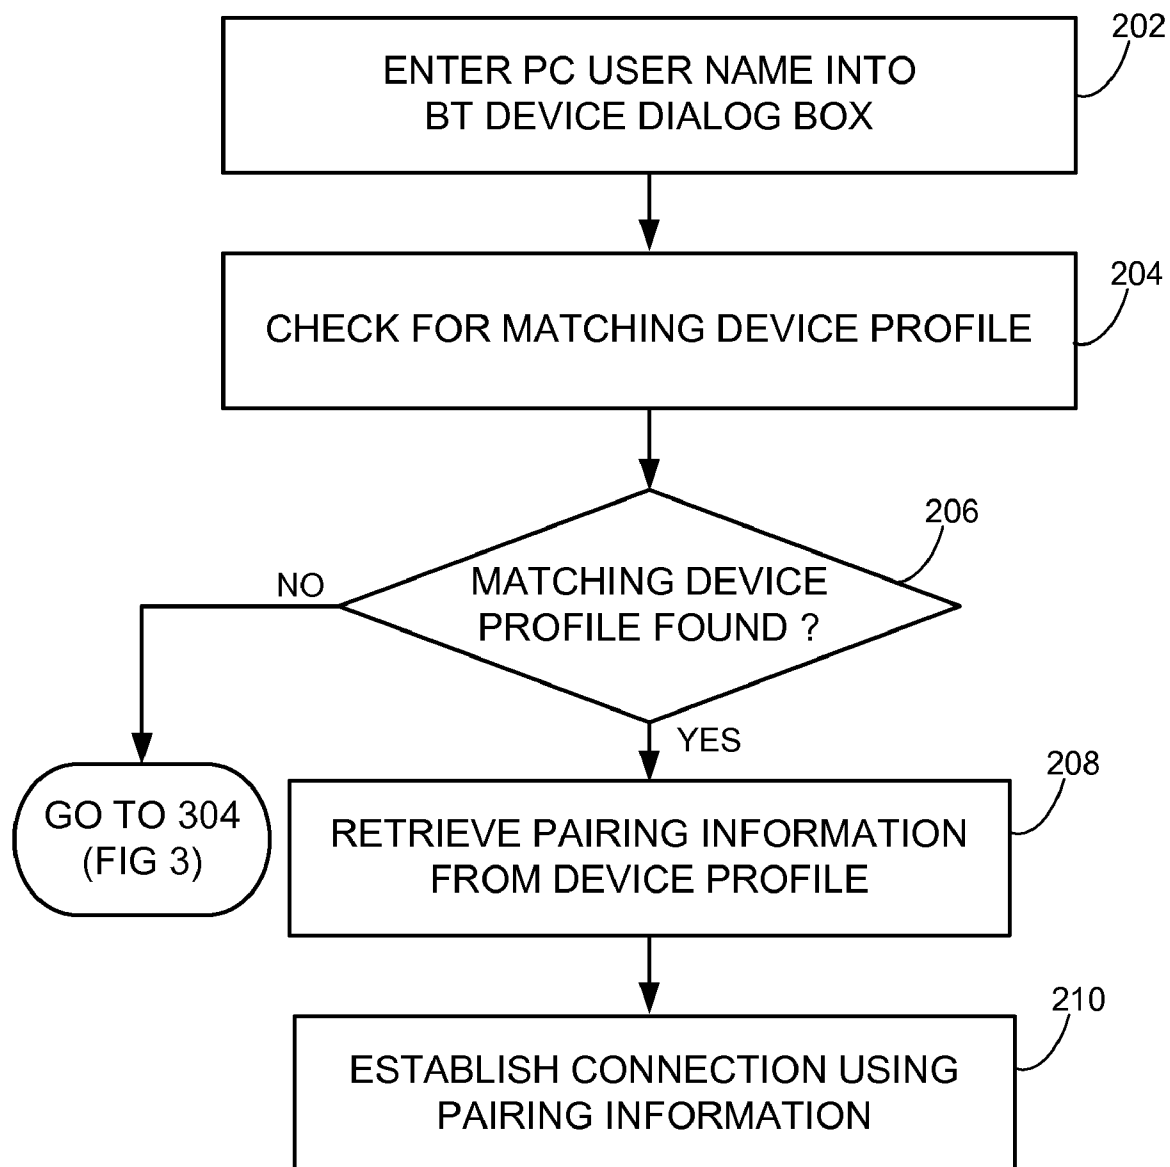 202
ENTER PC USER NAME INTO
BT DEVICE DIALOG BOX
204
CHECK FOR MATCHING DEVICE PROFILE
206
MATCHING DEVICE
PROFILE FOUND ?
NO
YES
GO TO 304
(FIG 3)
208
RETRIEVE PAIRING INFORMATION
FROM DEVICE PROFILE
210
ESTABLISH CONNECTION USING
PAIRING INFORMATION